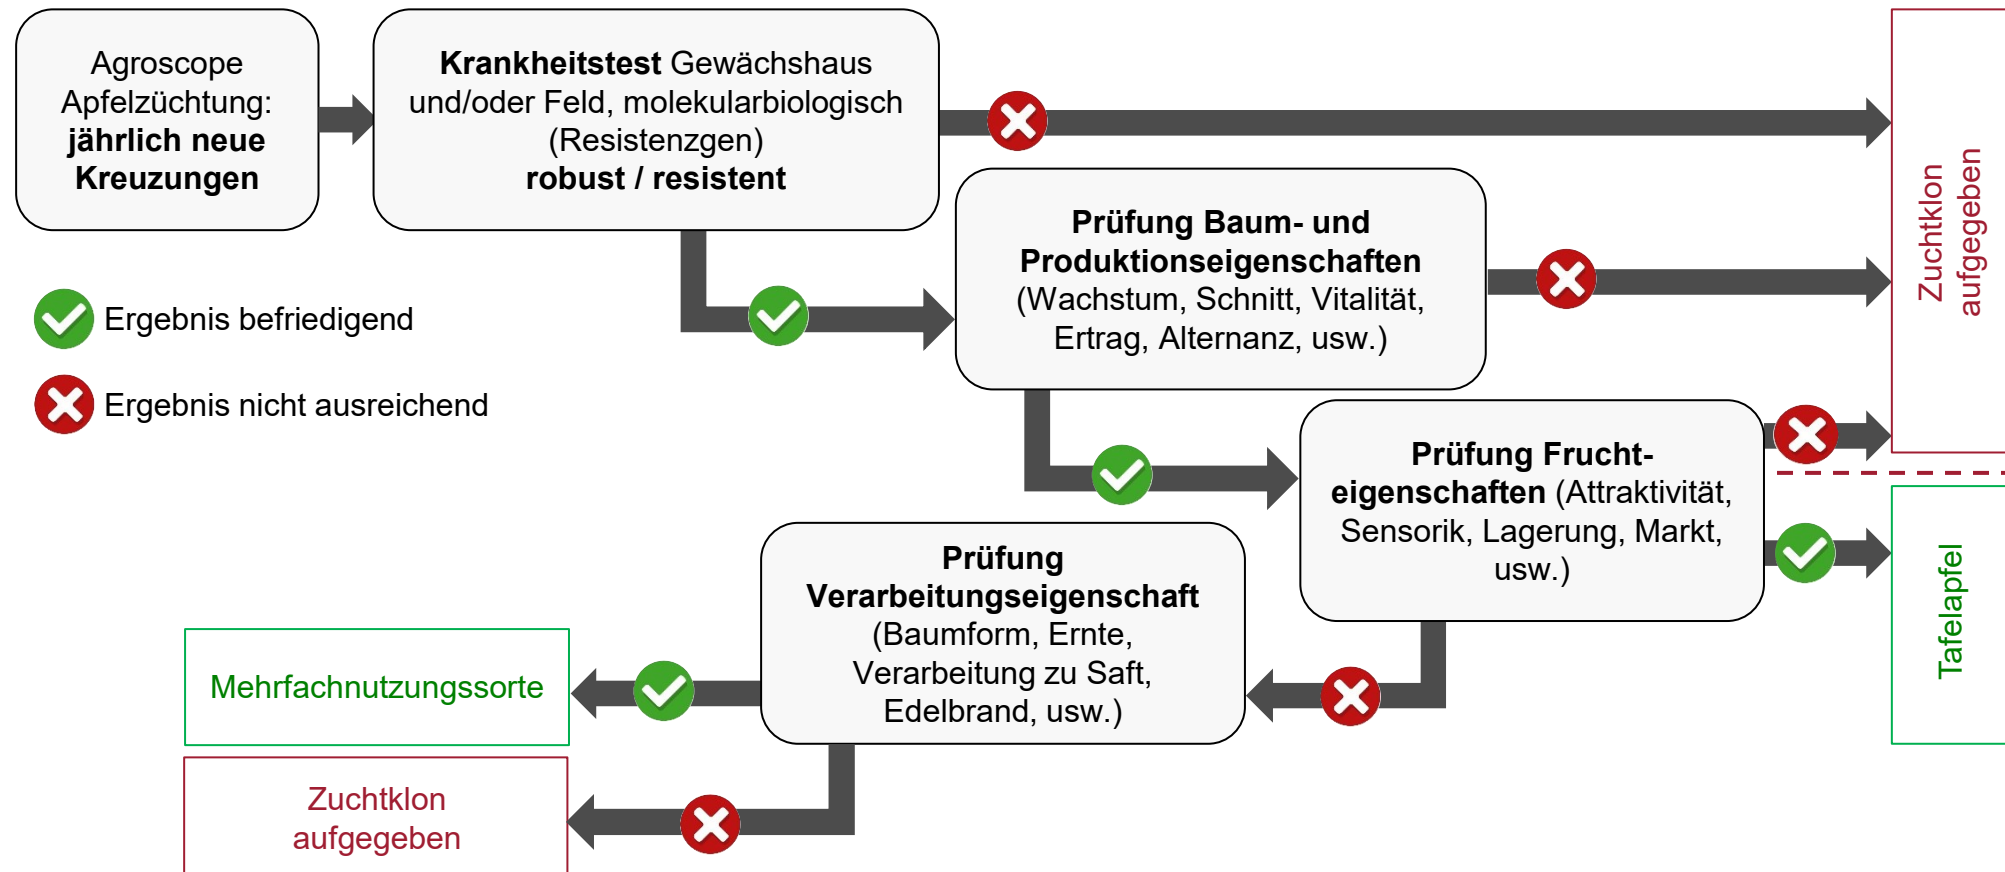 Agroscope
Apfelzüchtung:
jährlich neue
Kreuzungen
Krankheitstest Gewächshaus
und/oder Feld, molekularbiologisch
(Resistenzgen)
robust / resistent
Zuchtklon
aufgegeben
Prüfung Baum- und
Produktionseigenschaften
(Wachstum, Schnitt, Vitalität,
Ertrag, Alternanz, usw.)
Ergebnis befriedigend
Ergebnis nicht ausreichend
Prüfung Frucht-
eigenschaften (Attraktivität,
Sensorik, Lagerung, Markt,
usw.)
Tafelapfel
Prüfung
Verarbeitungseigenschaft
(Baumform, Ernte,
Verarbeitung zu Saft,
Edelbrand, usw.)
Mehrfachnutzungssorte
Zuchtklon
aufgegeben